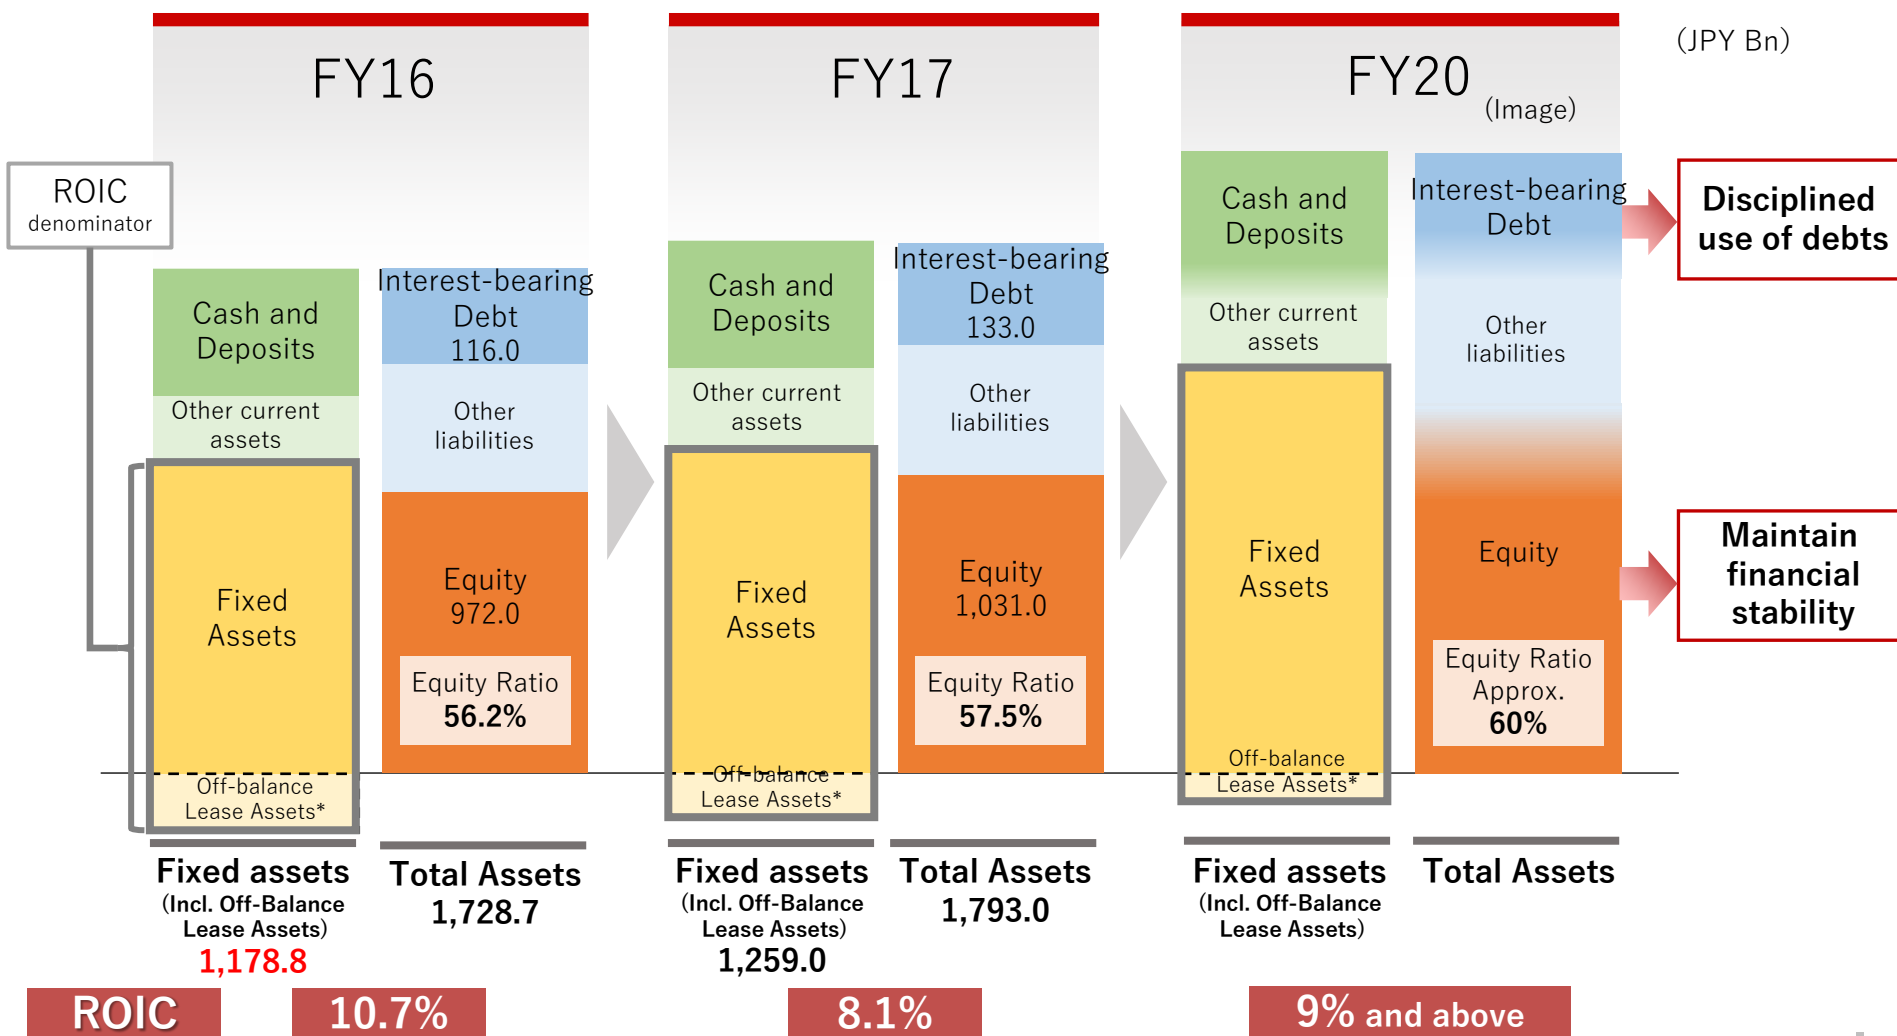 FY16
FY17
FY20
(Image)
(JPY Bn)
ROIC
denominator
Cash and
Deposits
Other current
assets
Fixed
Assets
Off-balance
Lease Assets*
Interest-bearing
Debt
116.0
Other
liabilities
Equity
972.0
Equity Ratio
56.2%
Cash and
Deposits
Other current
assets
Fixed
Assets
Off-balance
Lease Assets*
Interest-bearing
Debt
133.0
Other
liabilities
Equity
1,031.0
Equity Ratio
57.5%
Cash and
Deposits
Other current
assets
Fixed
Assets
Off-balance
Lease Assets*
Interest-bearing
Debt
Other
liabilities
Equity
Equity Ratio
Approx.
60%
Disciplined
use of debts
Maintain
financial
stability
Fixed assets
(Incl. Off-Balance
Lease Assets)
1,178.8
Total Assets
1,728.7
Fixed assets
(Incl. Off-Balance
Lease Assets)
1,259.0
Total Assets
1,793.0
Fixed assets
(Incl. Off-Balance
Lease Assets)
Total Assets
ROIC
10.7%
8.1%
9% and above